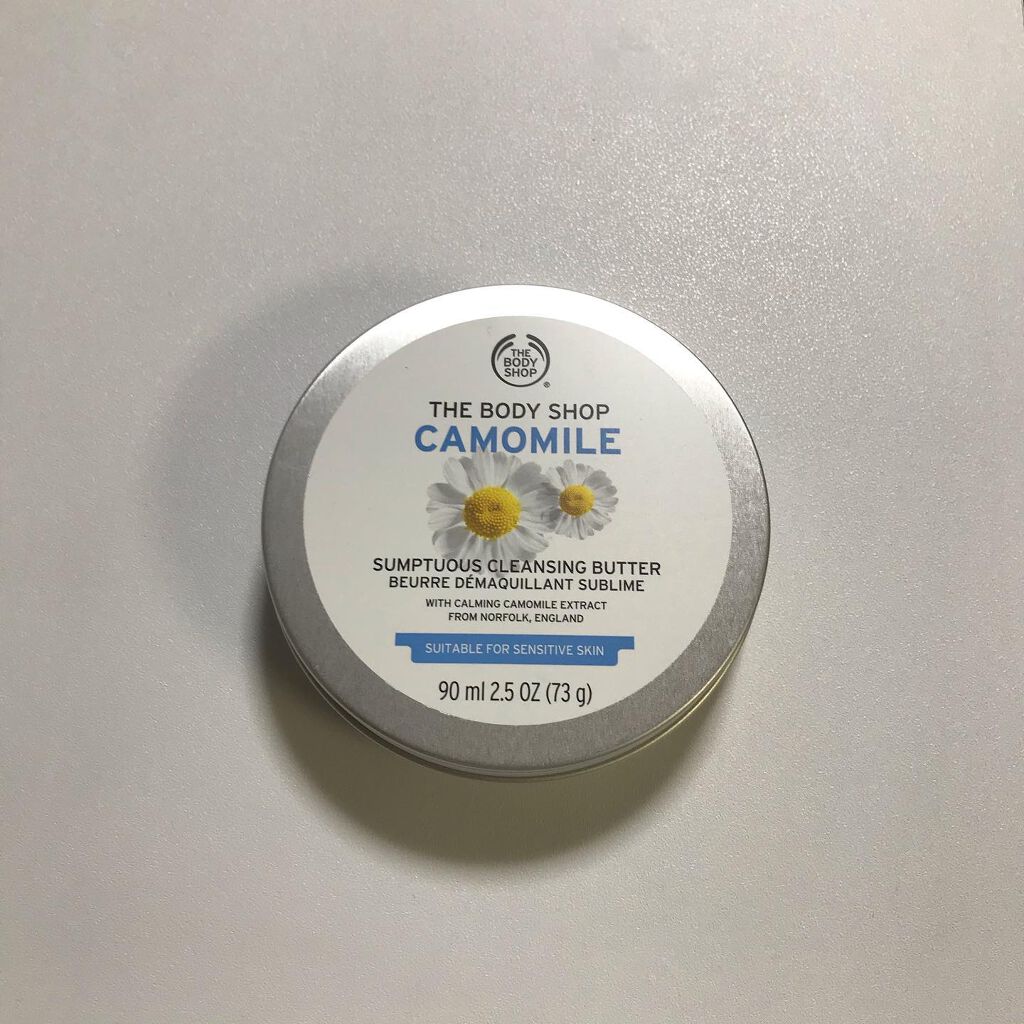 THE
BODY
SHOP
®
THE BODY SHOP
CAMOMILE
SUMPTUOUS CLEANSING BUTTER
BEURRE DÉMAQUILLANT SUBLIME
WITH CALMING CAMOMILE EXTRACT
FROM NORFOLK, ENGLAND
SUITABLE FOR SENSITIVE SKIN
90 ml 2.5 OZ (73 g)